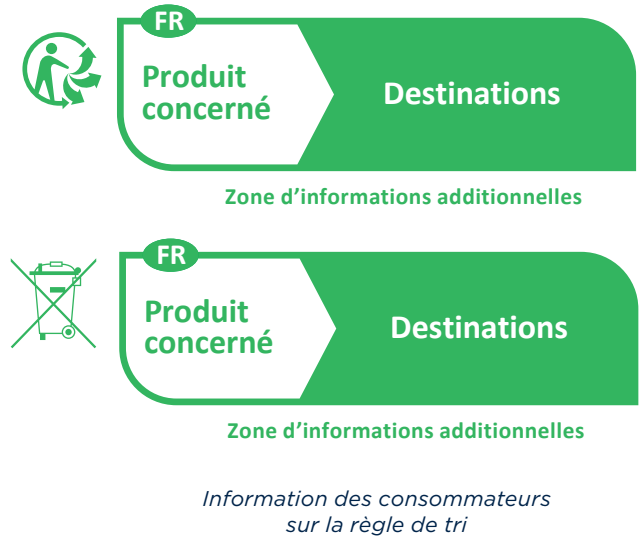 FR
Produit
concerné
Destinations
Zone d’informations additionnelles
FR
Produit
concerné
Destinations
Zone d’informations additionnelles
Information des consommateurs
sur la règle de tri